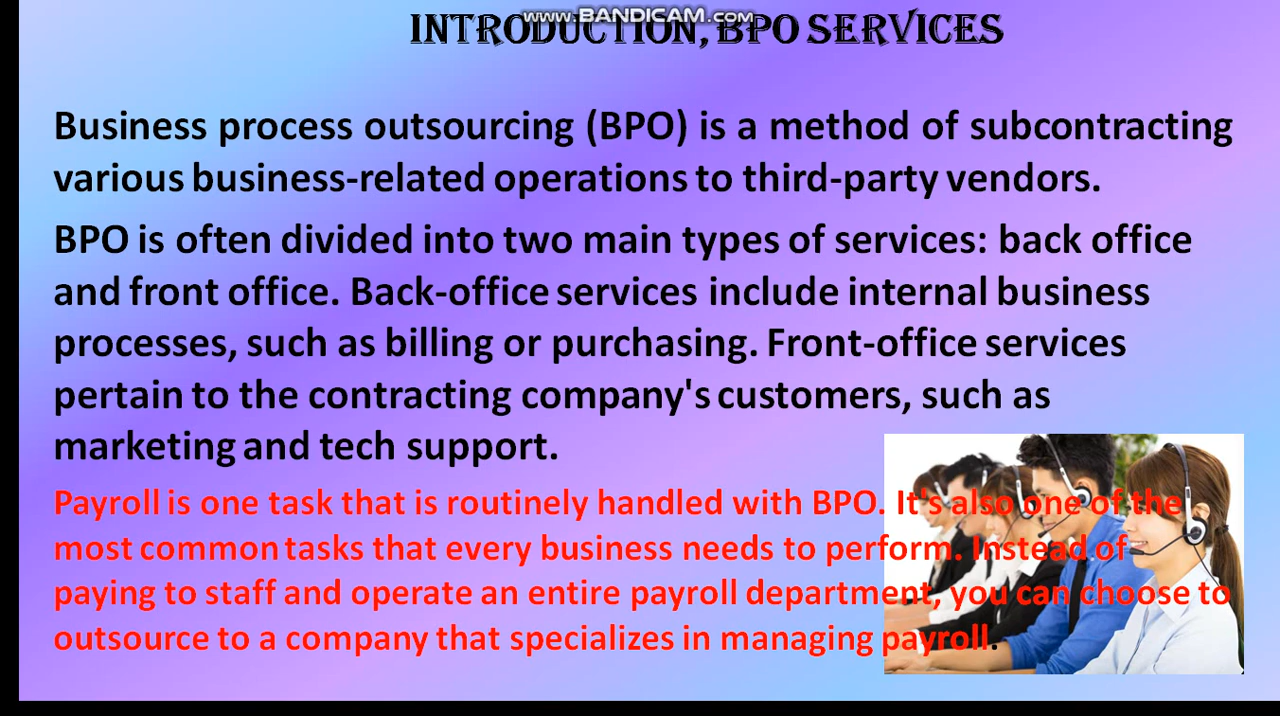 www.BANDICAM.com
INTRODUCTION, BPO SERVICES
Business process outsourcing (BPO) is a method of subcontracting
various business-related operations to third-party vendors.
BPO is often divided into two main types of services: back office
and front office. Back-office services include internal business
processes, such as billing or purchasing. Front-office services
pertain to the contracting company's customers, such as
marketing and tech support.
Payroll is one task that is routinely handled with BPO. It's also one of the
most common tasks that every business needs to perform. Instead of
paying to staff and operate an entire payroll department, you can choose to
outsource to a company that specializes in managing payroll.